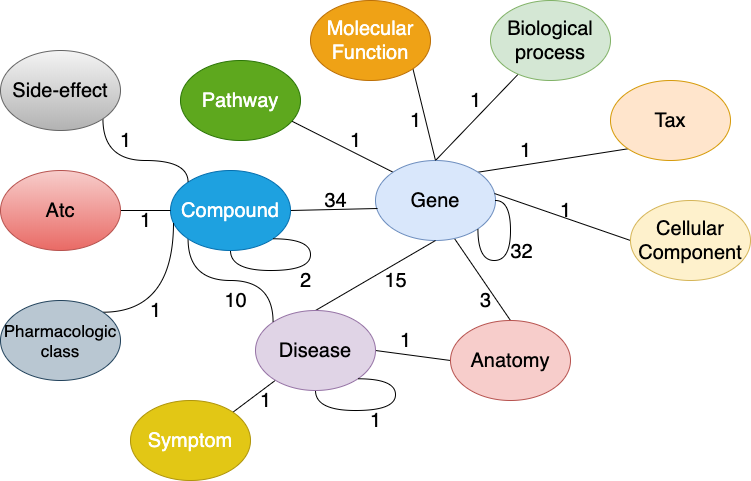 Molecular
Function
Biological
process
Side-effect
Pathway
Tax
1
1
1
1
1
1
Atc
Compound
34
Gene
1
1
Cellular
Component
32
2
10
15
3
1
Pharmacologic
class
Disease
1
Anatomy
1
1
Symptom